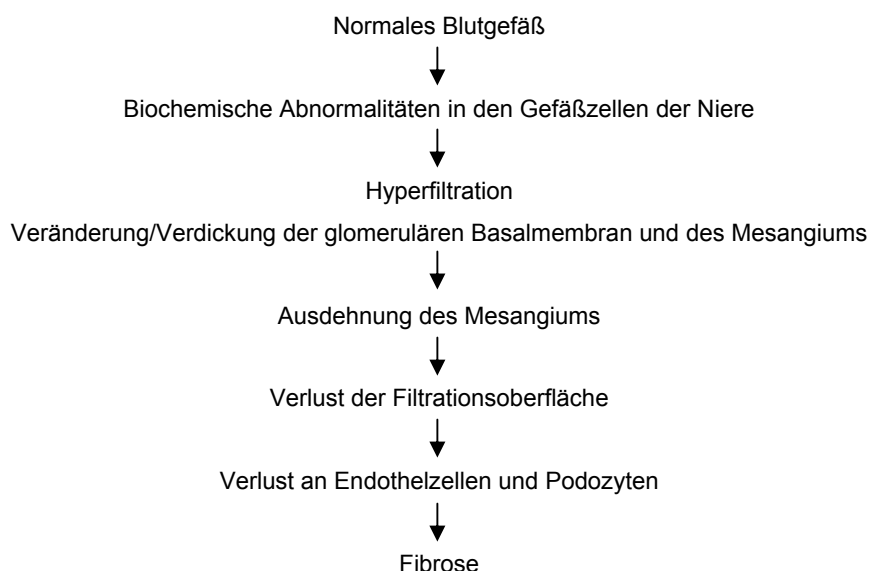 Normales Blutgefäß
Biochemische Abnormalitäten in den Gefäßzellen der Niere
Hyperfiltration
Veränderung/Verdickung der glomerulären Basalmembran und des Mesangiums
Ausdehnung des Mesangiums
Verlust der Filtrationsoberfläche
Verlust an Endothelzellen und Podozyten
Fibrose